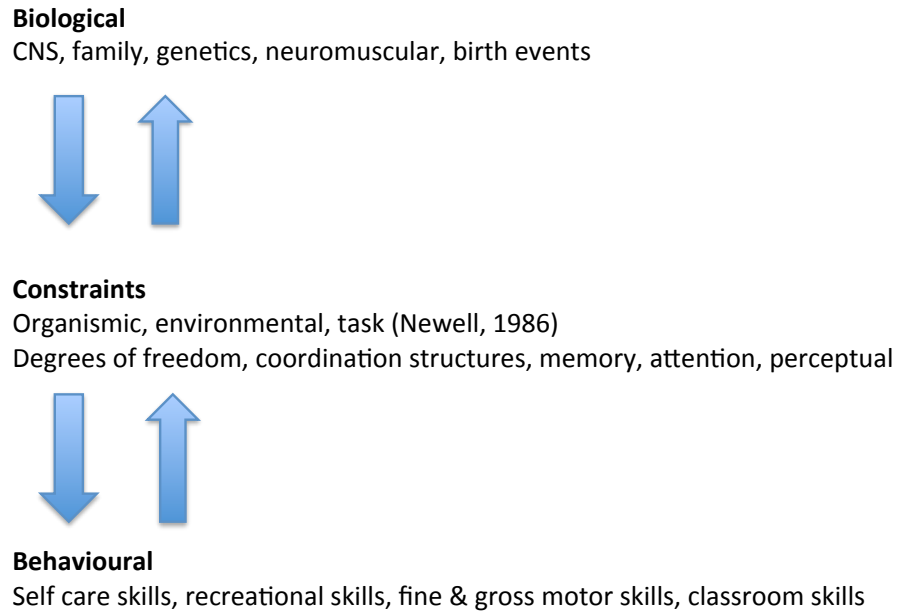 Biological
CNS, family, genetics, neuromuscular, birth events
Constraints
Organismic, environmental, task (Newell, 1986)
Degrees of freedom, coordination structures, memory, attention, perceptual
Behavioural
Self care skills, recreational skills, fine & gross motor skills, classroom skills